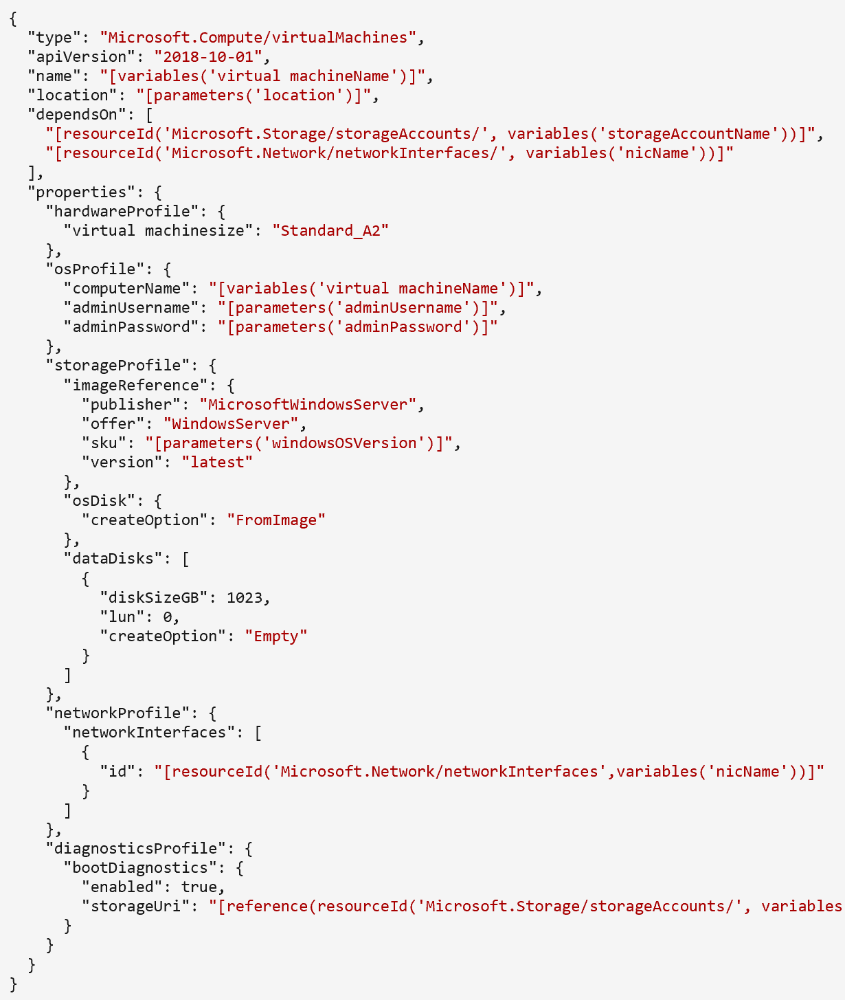 {
  "type": "Microsoft.Compute/virtualMachines",
  "apiVersion": "2018-10-01",
  "name": "[variables('virtual machineName')]",
  "location": "[parameters('location')]",
  "dependsOn": [
    "[resourceId('Microsoft.Storage/storageAccounts/', variables('storageAccountName'))]",
    "[resourceId('Microsoft.Network/networkInterfaces/', variables('nicName'))]"
  ],
  "properties": {
    "hardwareProfile": {
      "virtual machinesize": "Standard_A2"
    },
    "osProfile": {
      "computerName": "[variables('virtual machineName')]",
      "adminUsername": "[parameters('adminUsername')]",
      "adminPassword": "[parameters('adminPassword')]"
    },
    "storageProfile": {
      "imageReference": {
        "publisher": "MicrosoftWindowsServer",
        "offer": "WindowsServer",
        "sku": "[parameters('windowsOSVersion')]",
        "version": "latest"
      },
      "osDisk": {
        "createOption": "FromImage"
      },
      "dataDisks": [
        {
          "diskSizeGB": 1023,
          "lun": 0,
          "createOption": "Empty"
        }
      ]
    },
    "networkProfile": {
      "networkInterfaces": [
        {
          "id": "[resourceId('Microsoft.Network/networkInterfaces',variables('nicName'))]"
        }
      ]
    },
    "diagnosticsProfile": {
      "bootDiagnostics": {
        "enabled": true,
        "storageUri": "[reference(resourceId('Microsoft.Storage/storageAccounts/', variables
      }
    }
  }
}